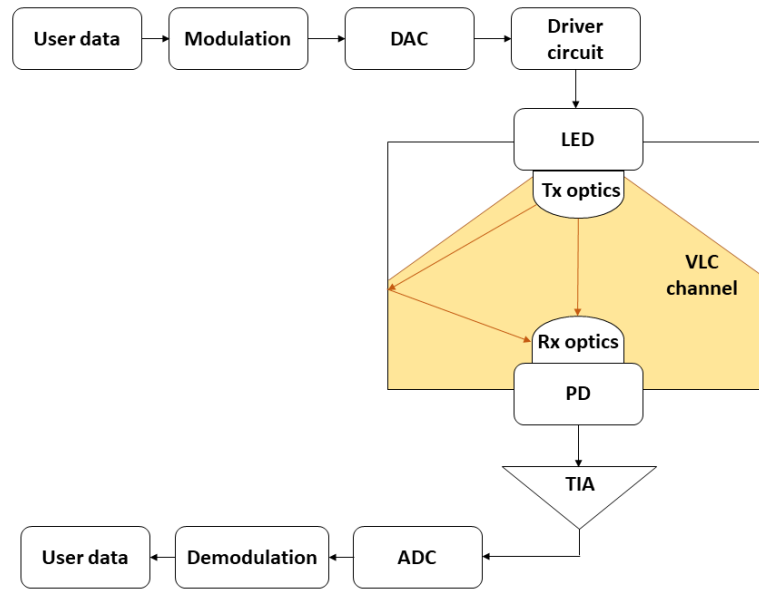 User data
Modulation
DAC
Driver
circuit
LED
Tx optics
VLC
channel
Rx optics
PD
TIA
User data
Demodulation
ADC